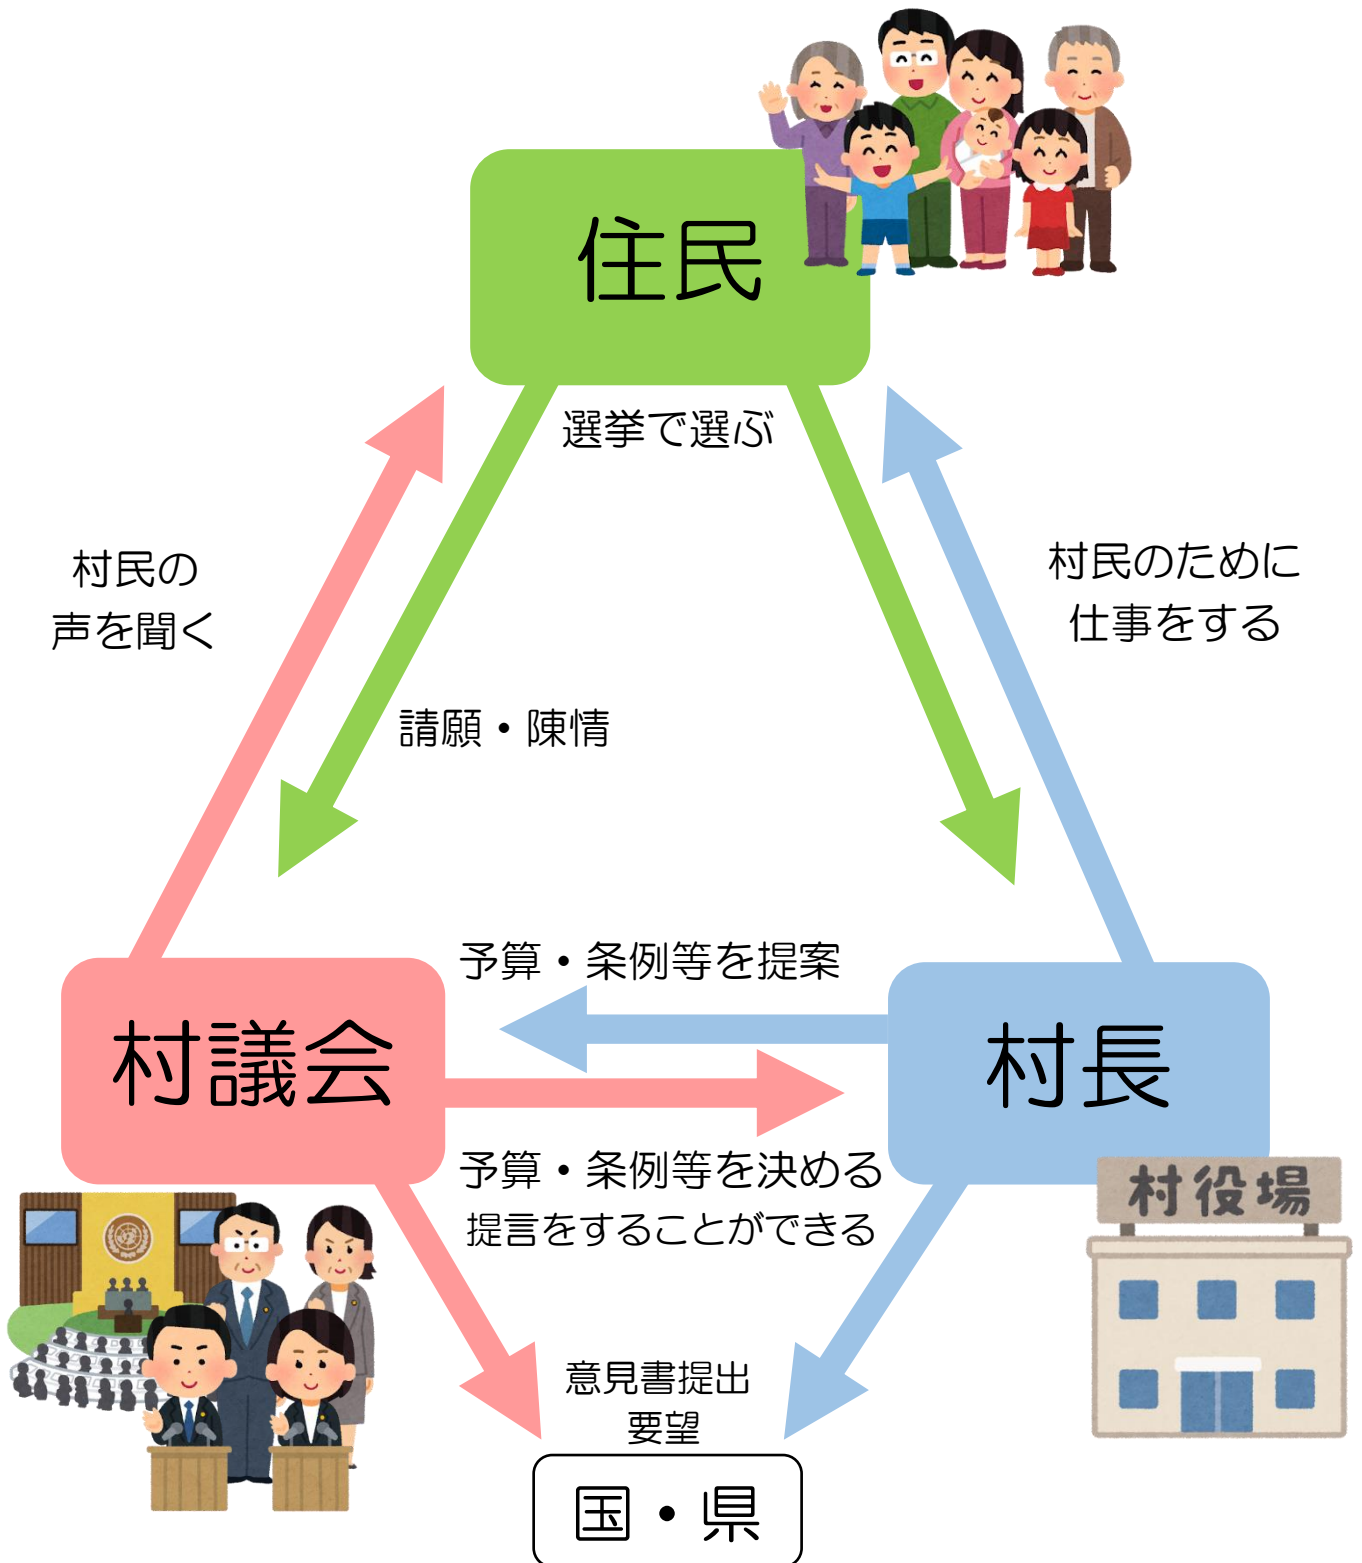 住民
選挙で選ぶ
村民の
声を聞く
村民のために
仕事をする
請願・陳情
予算・条例等を提案
村議会
村長
予算・条例等を決める
提言をすることができる
村役場
意見書提出
要望
国・県